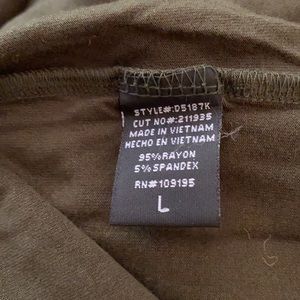 STYLE#:D5187K
CUT NO#:211935
MADE IN VIETNAM
HECHO EN VIETNAM
95%RAYON
5%SPANDEX
RN#109195
L